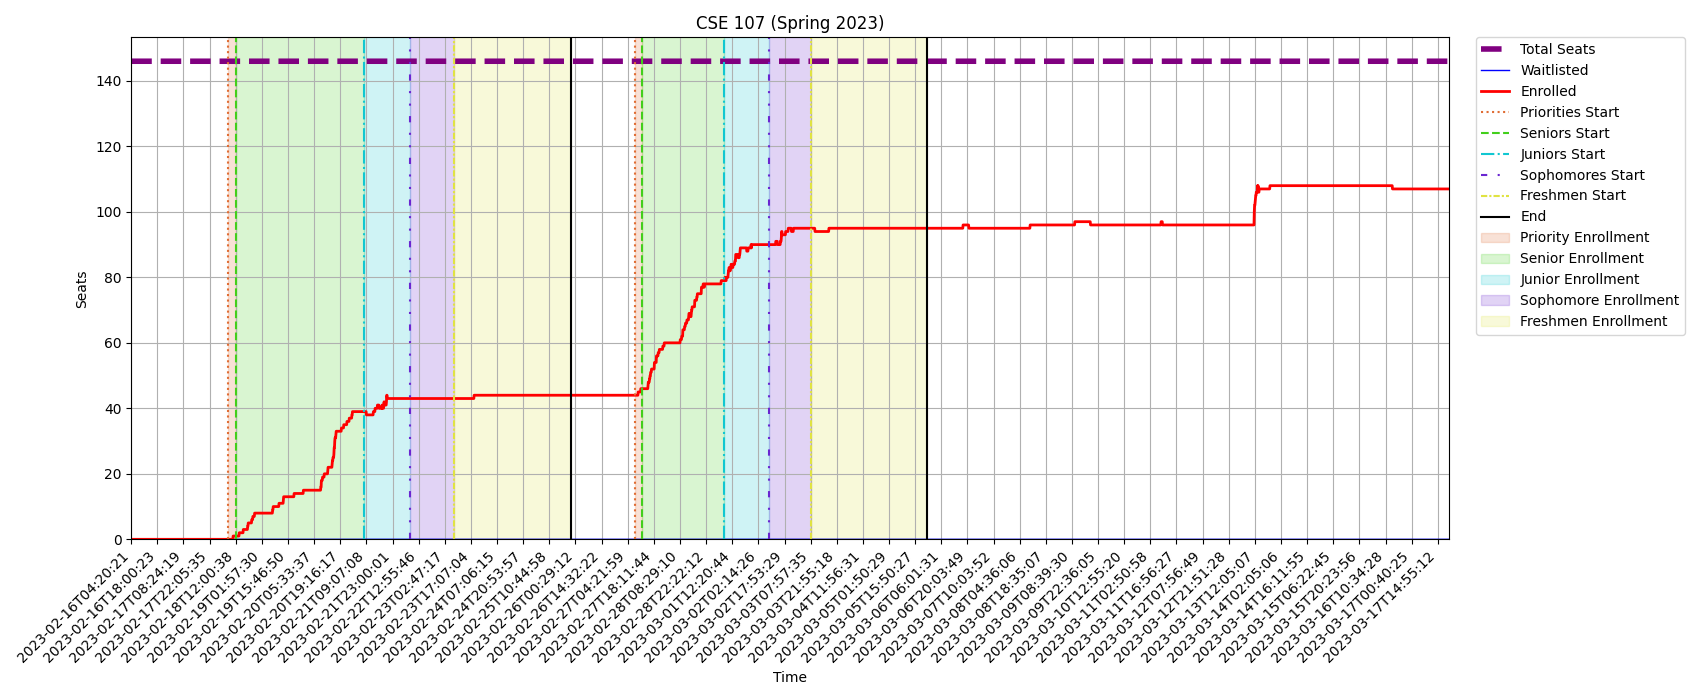 CSE 107 (Spring 2023)
Seats
140
120
100
80
60
40
20
0
2023-02-16T04:20:21
2023-02-16T18:00:23
2023-02-17T08:24:19
2023-02-17T22:05:35
2023-02-18T12:00:38
2023-02-19T01:57:30
2023-02-19T15:46:50
2023-02-20T05:33:37
2023-02-20T19:16:17
2023-02-21T09:07:08
2023-02-21T23:00:01
2023-02-22T12:55:46
2023-02-23T02:47:17
2023-02-23T17:07:04
2023-02-24T07:06:15
2023-02-24T20:53:57
2023-02-25T10:44:58
2023-02-26T00:29:12
2023-02-26T14:32:22
2023-02-27T04:21:59
2023-02-27T18:11:44
2023-02-28T08:29:10
2023-02-28T22:22:12
2023-03-01T12:20:44
2023-03-02T02:14:26
2023-03-02T17:53:29
2023-03-03T07:57:35
2023-03-03T21:55:18
2023-03-04T11:56:31
2023-03-05T01:50:29
2023-03-05T15:50:27
2023-03-06T06:01:31
2023-03-06T20:03:49
2023-03-07T10:03:52
2023-03-08T04:36:06
2023-03-08T18:35:07
2023-03-09T08:39:30
2023-03-09T22:36:05
2023-03-10T12:55:20
2023-03-11T02:50:58
2023-03-11T16:56:27
2023-03-12T07:56:49
2023-03-12T21:51:28
2023-03-13T12:05:07
2023-03-14T02:05:06
2023-03-14T16:11:55
2023-03-15T06:22:45
2023-03-15T20:23:56
2023-03-16T10:34:28
2023-03-17T00:40:25
2023-03-17T14:55:12
Time
Total Seats
Waitlisted
Enrolled
Priorities Start
Seniors Start
Juniors Start
Sophomores Start
Freshmen Start
End
Priority Enrollment
Senior Enrollment
Junior Enrollment
Sophomore Enrollment
Freshmen Enrollment